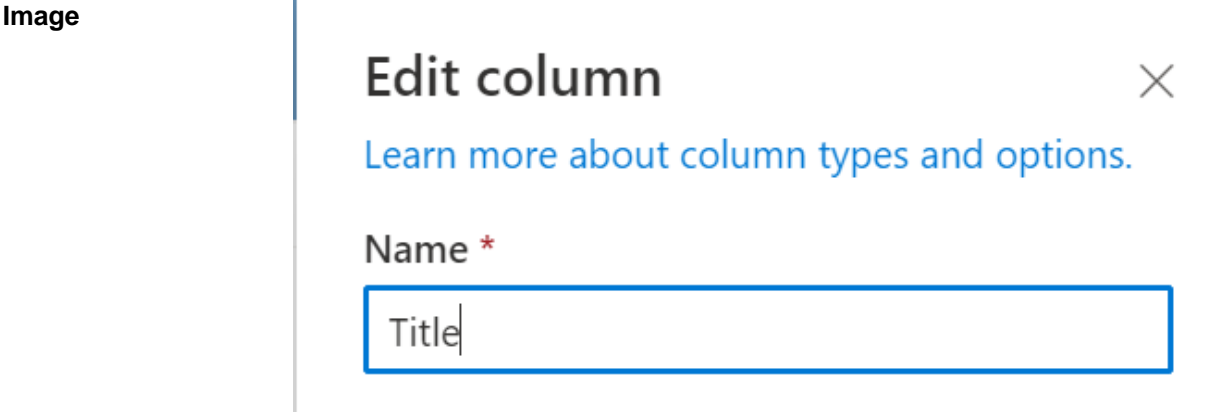 Image
Edit column
Learn more about column types and options.
Name *
Title